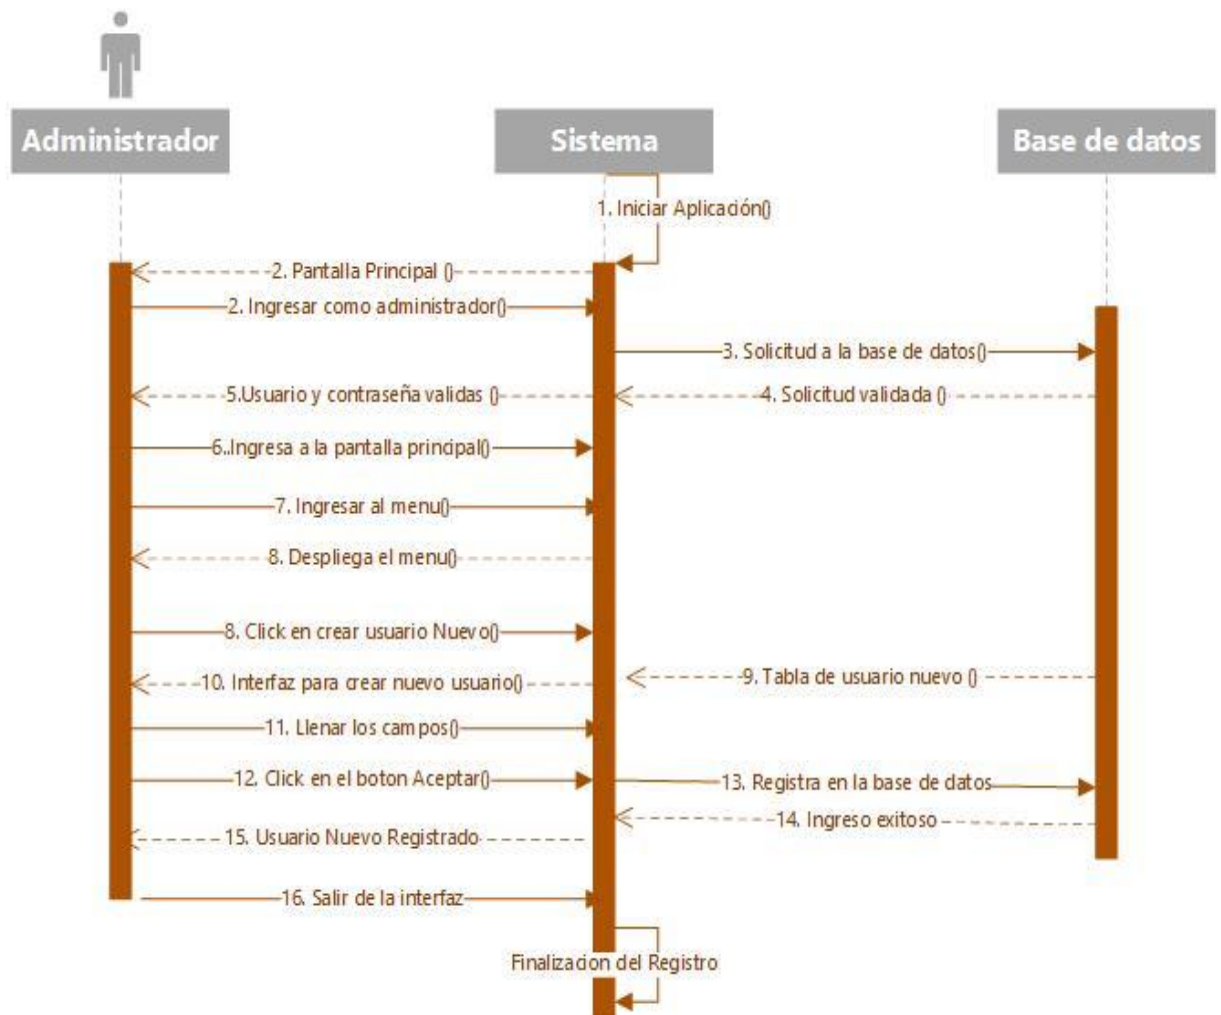 Administrador
Sistema
Base de datos
1. Iniciar Aplicación()
2. Pantalla Principal ()
2. Ingresar como administrador()
3. Solicitud a la base de datos()
5.Usuario y contraseña validas ()
4. Solicitud validada ()
6..Ingresa a la pantalla principal()
7. Ingresar al menu()
8. Despliega el menu()
8. Click en crear usuario Nuevo()
9. Tabla de usuario nuevo ()
10. Interfaz para crear nuevo usuario()
11. Llenar los campos()
12. Click en el boton Aceptar()
13. Registra en la base de datos
14. Ingreso exitoso
15. Usuario Nuevo Registrado
16. Salir de la interfaz
Finalizacion del Registro